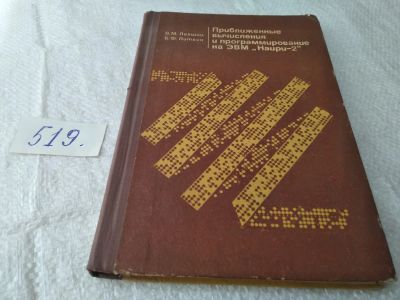 Приближенные
вычисления
и программирование
на ЭВМ „Наири-2"
519.